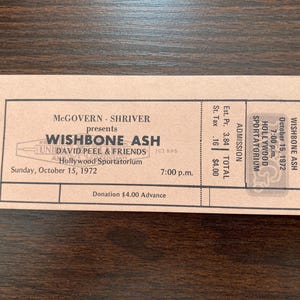 McGOVERN - SHRIVER
presents
WISHBONE ASH
DAVID PEEL & FRIENDS
Hollywood Sportatorium
Sunday, October 15, 1972 7:00 p.m.
Donation $4.00 Advance
ADMISSION
Est. Pr. 3.84 TOTAL
St. Tax .16 $4.00
WISHBONE ASH
October 15, 1972
7:00 p.m.
HOLLYWOOD
SPORTATORIUM